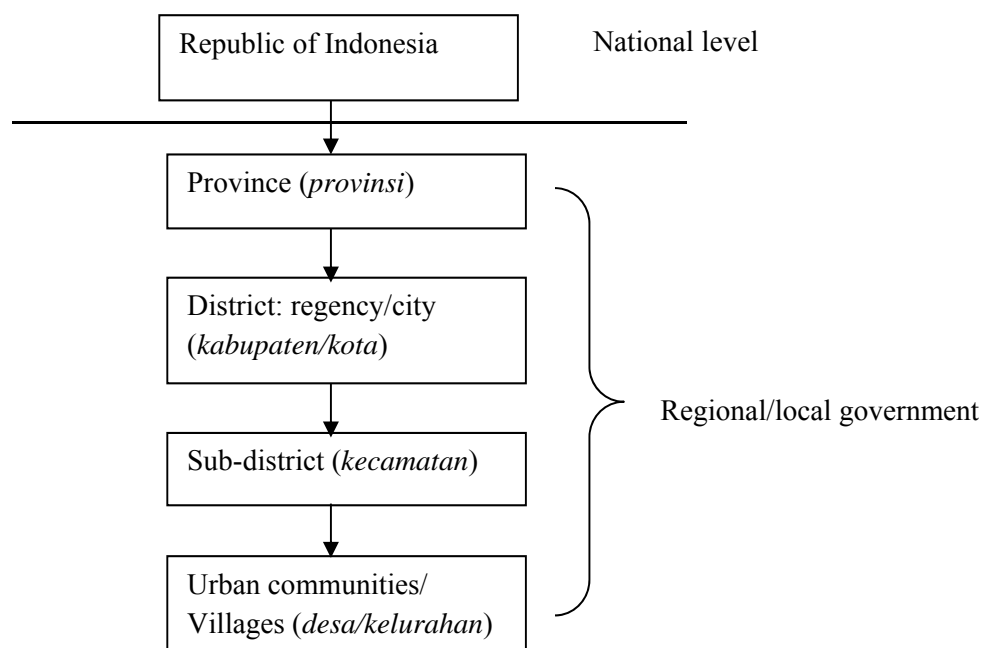 Republic of Indonesia
National level
Province (provinsi)
District: regency/city
(kabupaten/kota)
Regional/local government
Sub-district (kecamatan)
Urban communities/
Villages (desa/kelurahan)